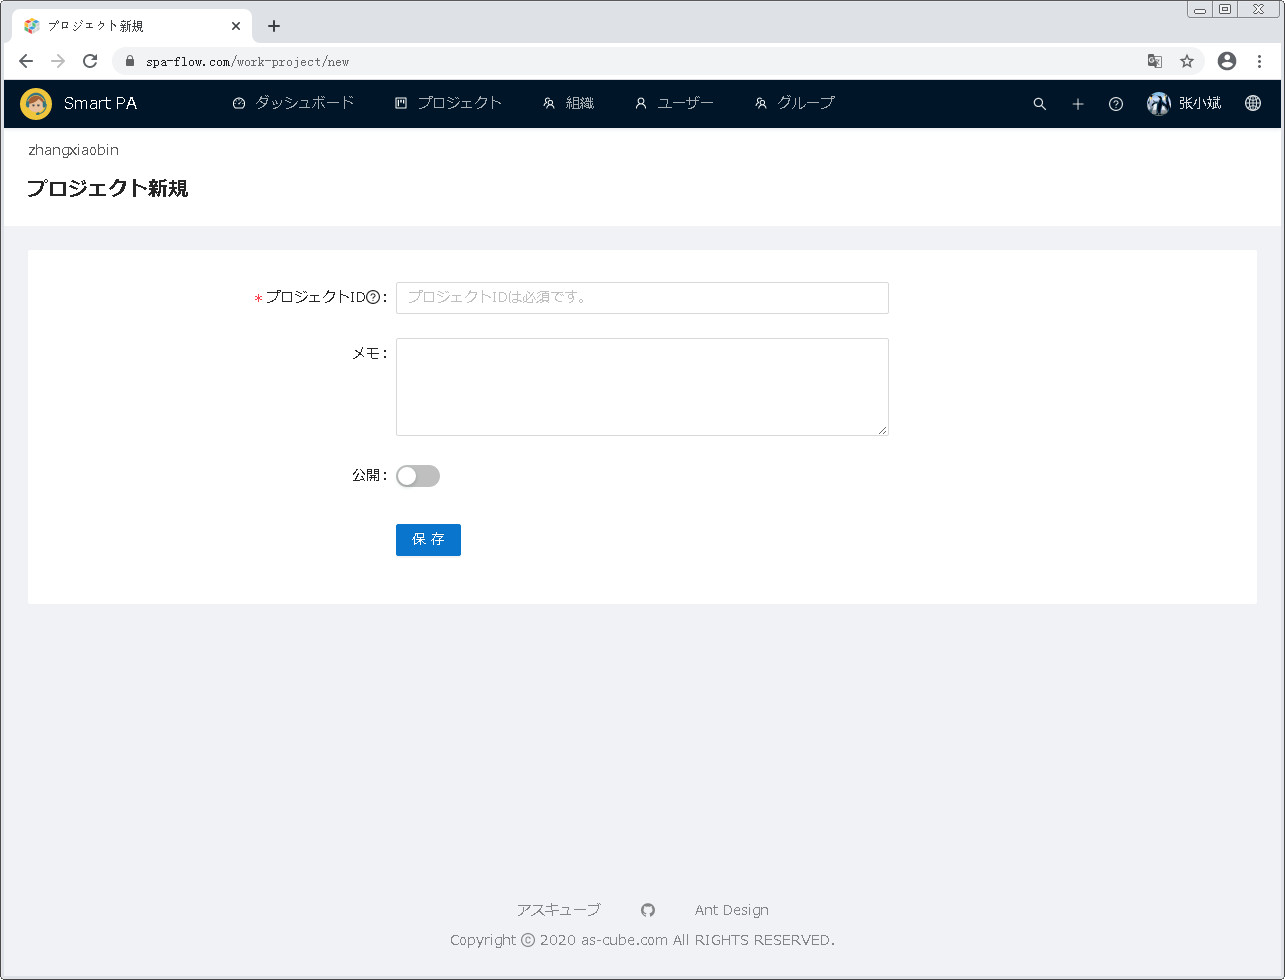 プロジェクト新規
spa-flow.com/work-project/new
Smart PA ダッシュボード プロジェクト 組織 ユーザー グループ 张小斌
zhangxiaobin
プロジェクト新規
* プロジェクトID?: プロジェクトIDは必須です。
メモ:
公開:
保 存
アスキューブ Ant Design
Copyright © 2020 as-cube.com All RIGHTS RESERVED.